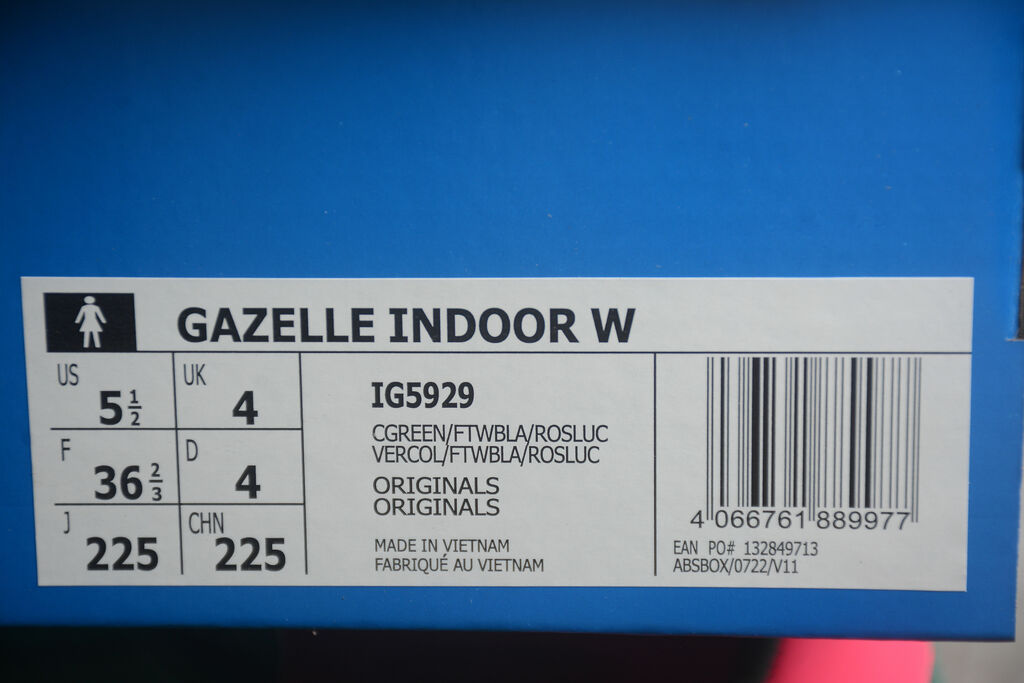 GAZELLE INDOOR W
US 5 1/2 UK 4
F 36 2/3 D 4
J 225 CHN 225
IG5929
CGREEN/FTWBLA/ROSLUC
VERCOL/FTWBLA/ROSLUC
ORIGINALS
ORIGINALS
MADE IN VIETNAM
FABRIQUÉ AU VIETNAM
4 066761 889977
EAN PO# 132849713
ABSBOX/0722/V11